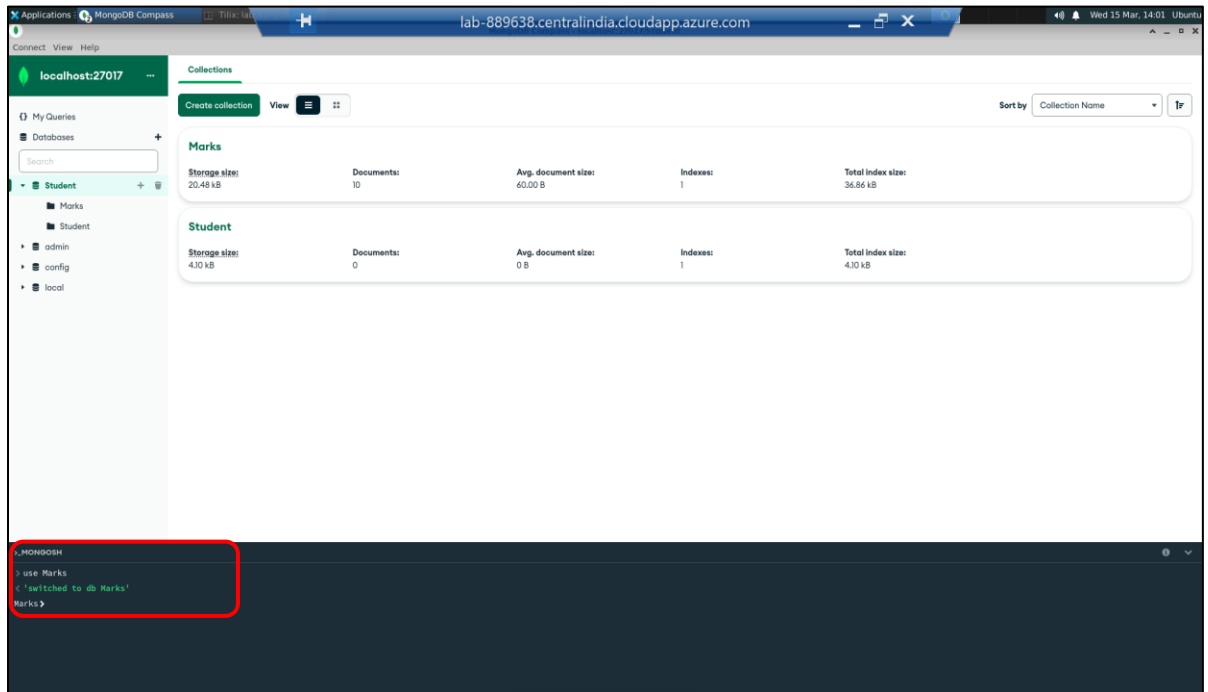 Applications : MongoDB Compass
Tilix: lab
lab-889638.centralindia.cloudapp.azure.com
Wed 15 Mar, 14:01 Ubuntu
Connect View Help
localhost:27017 ...
Collections
Create collection
View
Sort by
Collection Name
{} My Queries
Databases +
Search
Student +
Marks
Student
admin
config
local
Marks
Storage size: Documents: Avg. document size: Indexes: Total index size:
20.48 kB 10 60.00 B 1 36.86 kB
Student
Storage size: Documents: Avg. document size: Indexes: Total index size:
4.10 kB 0 0 B 1 4.10 kB
>_MONGOSH
> use Marks
< 'switched to db Marks'
Marks>